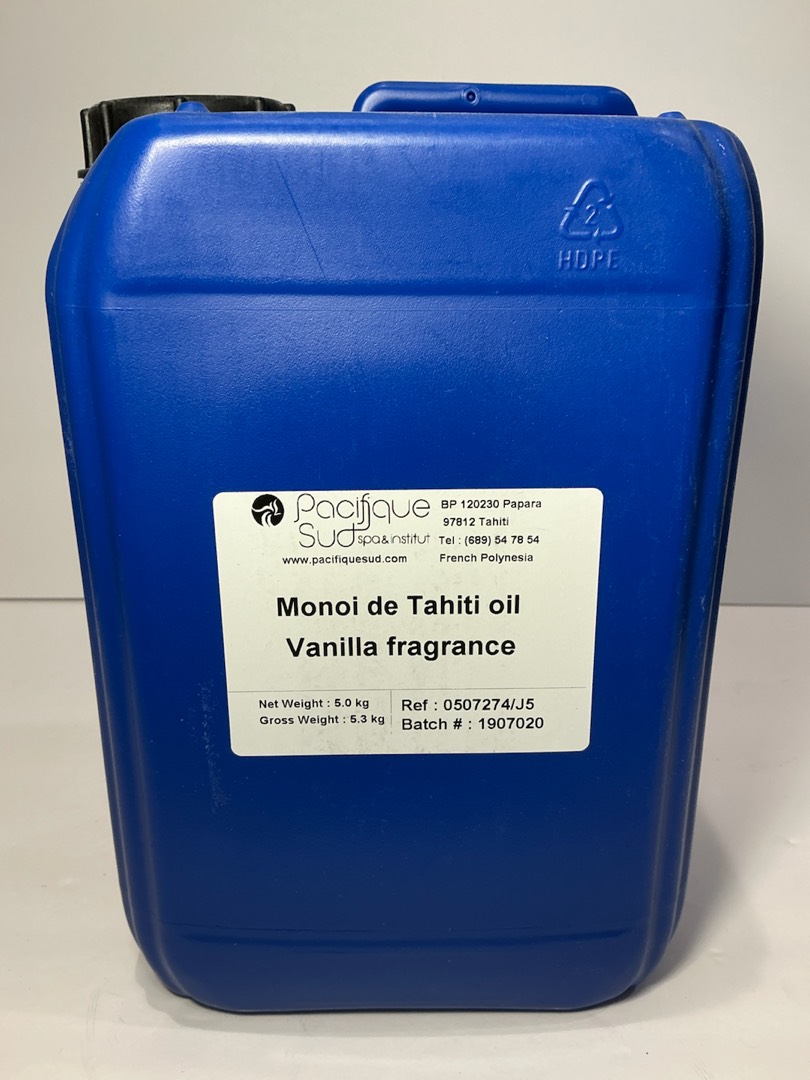 2
HDPE
Pacifique
Sud spa & institut
www.pacifiquesud.com
BP 120230 Papara
97812 Tahiti
Tel : (689) 54 78 54
French Polynesia
Monoi de Tahiti oil
Vanilla fragrance
Net Weight : 5.0 kg
Gross Weight : 5.3 kg
Ref : 0507274/J5
Batch # : 1907020